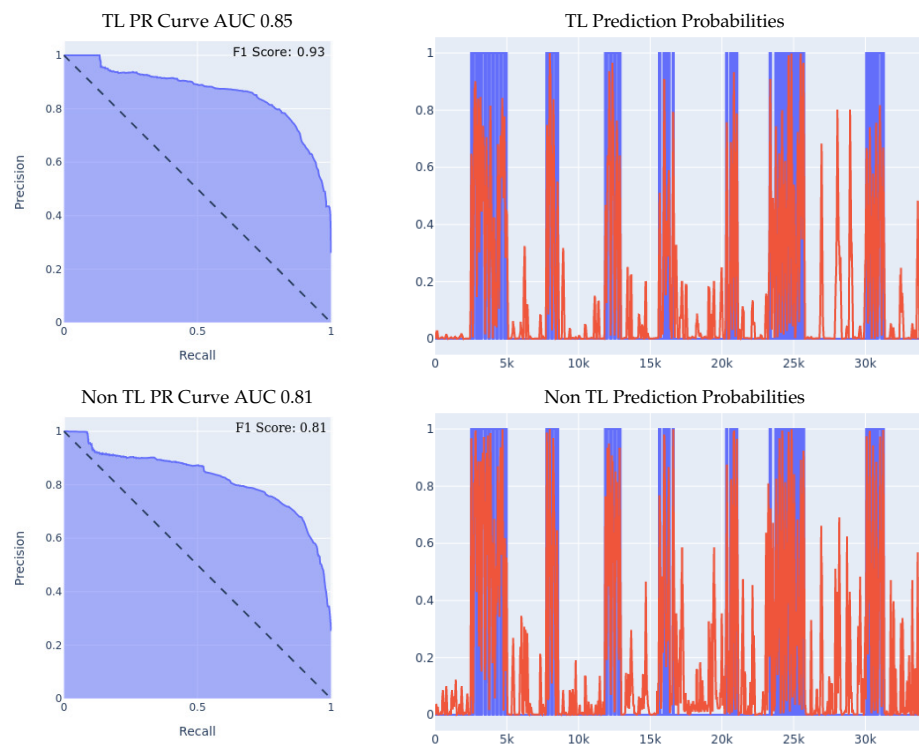 TL PR Curve AUC 0.85
F1 Score: 0.93
1
0.8
0.6
0.4
0.2
0
Precision
0
0.5
1
Recall
TL Prediction Probabilities
1
0.8
0.6
0.4
0.2
0
0
5k
10k
15k
20k
25k
30k
Non TL PR Curve AUC 0.81
F1 Score: 0.81
1
0.8
0.6
0.4
0.2
0
Precision
0
0.5
1
Recall
Non TL Prediction Probabilities
1
0.8
0.6
0.4
0.2
0
0
5k
10k
15k
20k
25k
30k